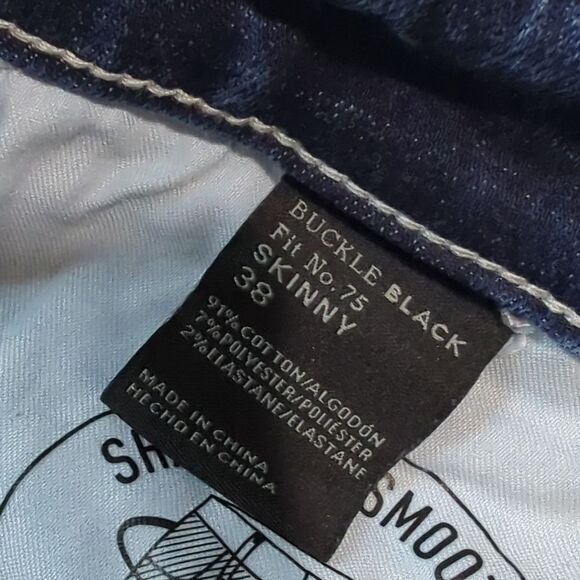 BUCKLE BLACK
Fit No. 75
SKINNY
38
91% COTTON/ALGODÓN
7% POLYESTER/POLIÉSTER
2% ELASTANE/ELASTANE
MADE IN CHINA
HECHO EN CHINA